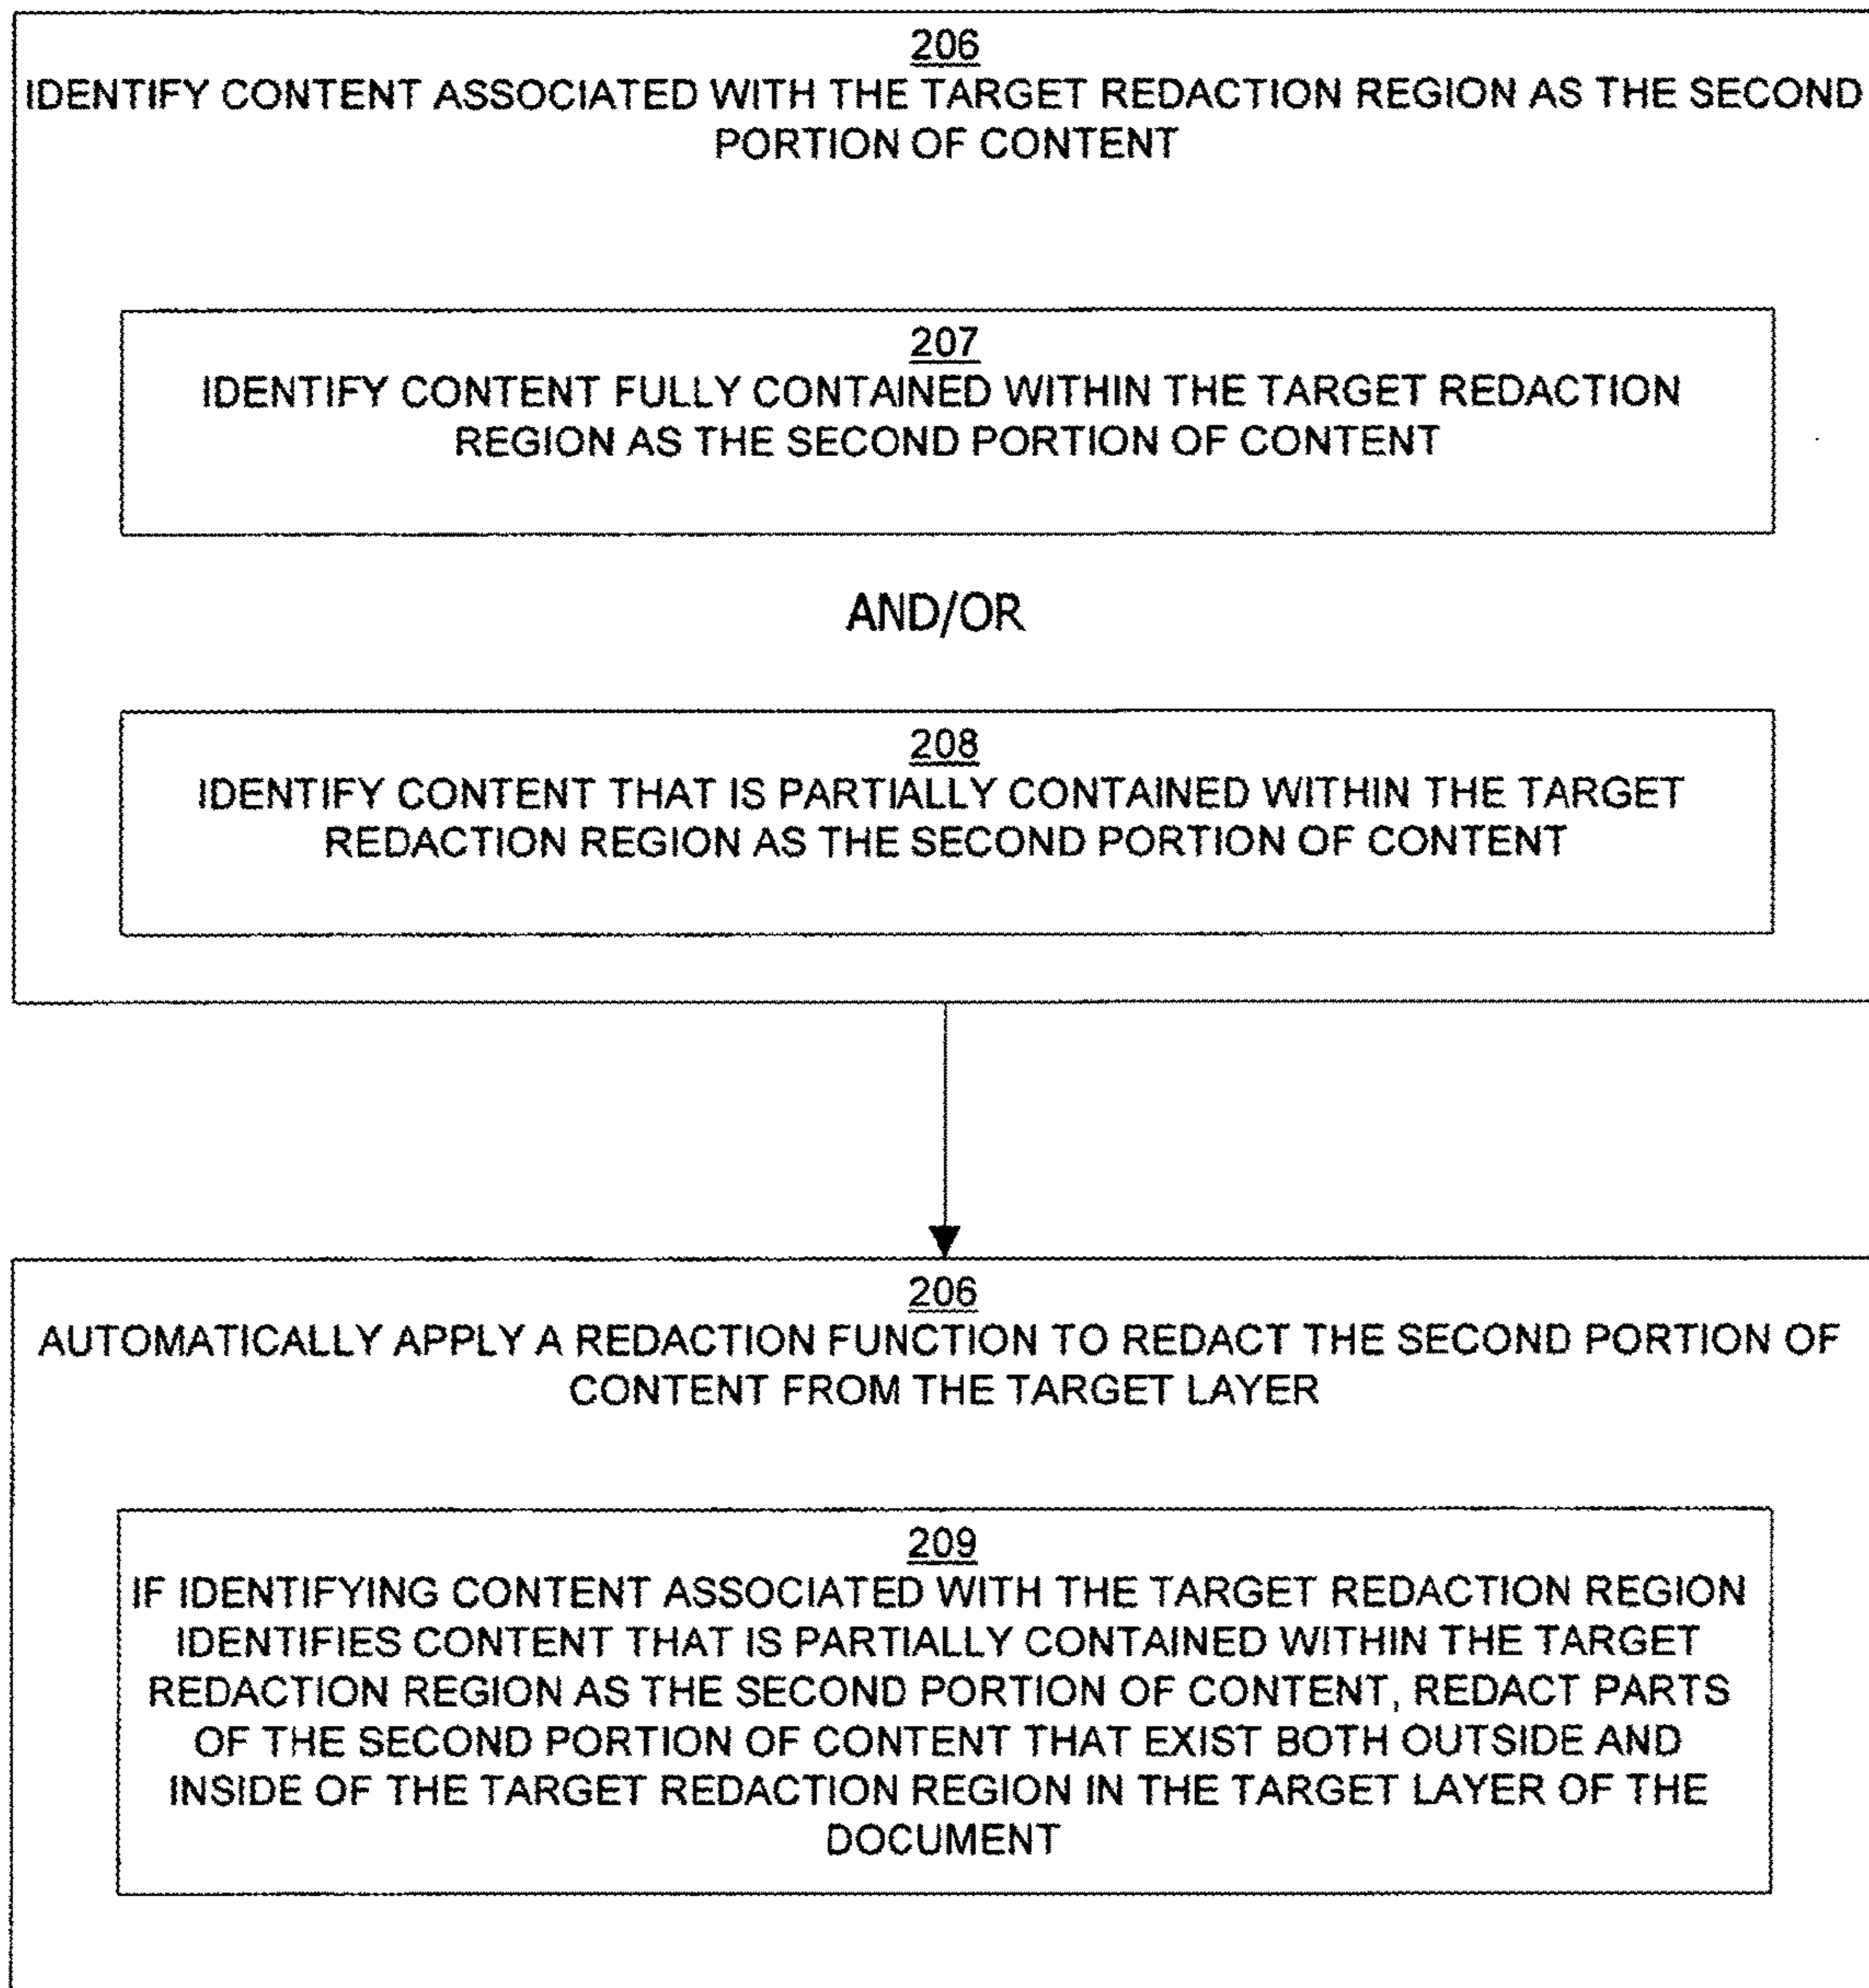 206
IDENTIFY CONTENT ASSOCIATED WITH THE TARGET REDACTION REGION AS THE SECOND
PORTION OF CONTENT
207
IDENTIFY CONTENT FULLY CONTAINED WITHIN THE TARGET REDACTION
REGION AS THE SECOND PORTION OF CONTENT
AND/OR
208
IDENTIFY CONTENT THAT IS PARTIALLY CONTAINED WITHIN THE TARGET
REDACTION REGION AS THE SECOND PORTION OF CONTENT
206
AUTOMATICALLY APPLY A REDACTION FUNCTION TO REDACT THE SECOND PORTION OF
CONTENT FROM THE TARGET LAYER
209
IF IDENTIFYING CONTENT ASSOCIATED WITH THE TARGET REDACTION REGION
IDENTIFIES CONTENT THAT IS PARTIALLY CONTAINED WITHIN THE TARGET
REDACTION REGION AS THE SECOND PORTION OF CONTENT, REDACT PARTS
OF THE SECOND PORTION OF CONTENT THAT EXIST BOTH OUTSIDE AND
INSIDE OF THE TARGET REDACTION REGION IN THE TARGET LAYER OF THE
DOCUMENT